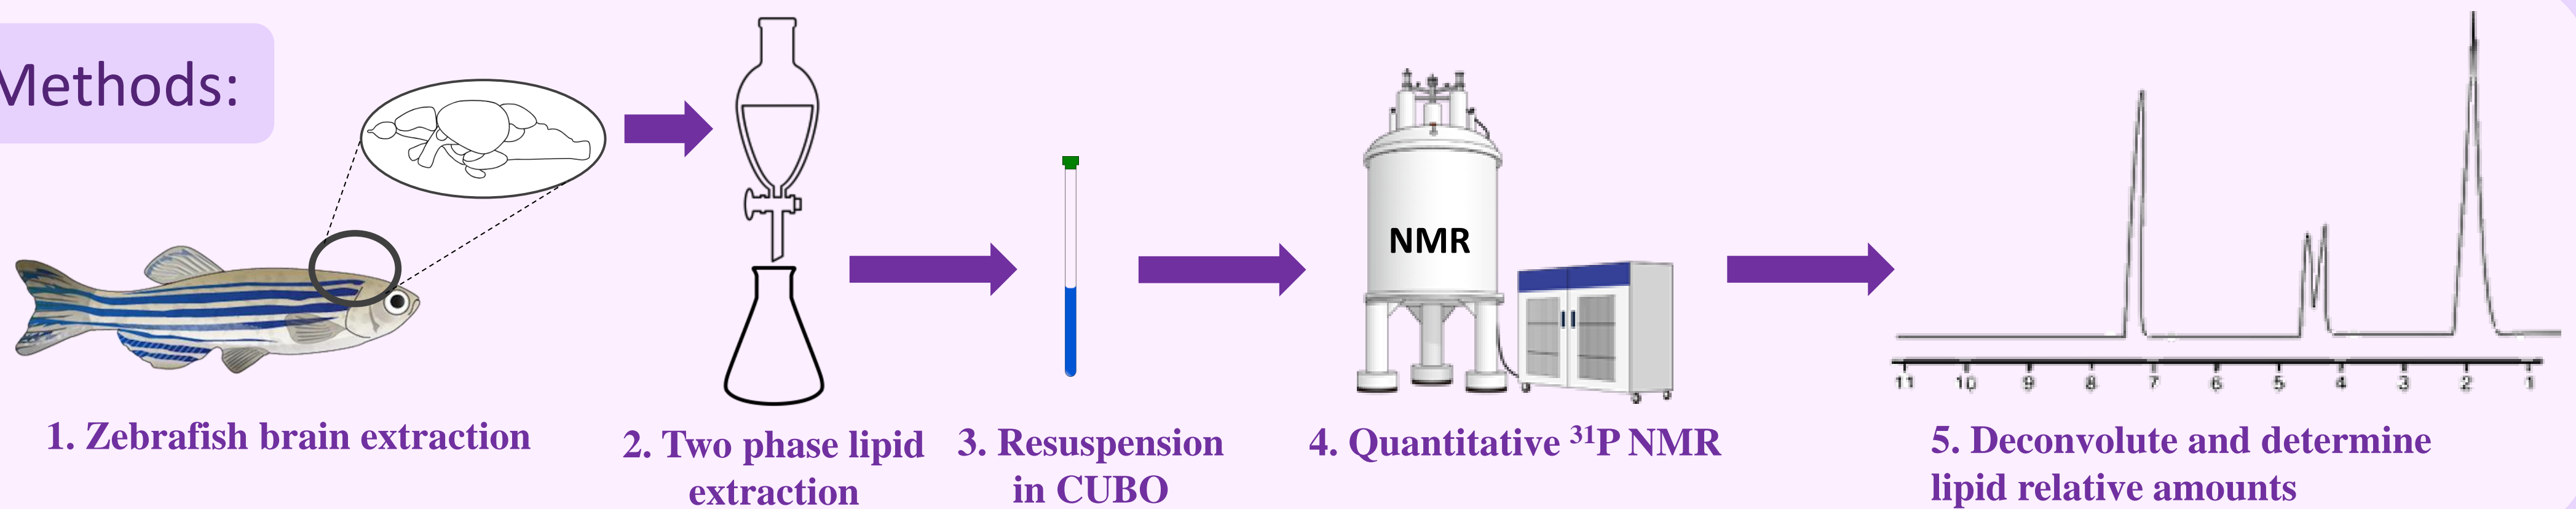 Methods:
NMR
11 10 9 8 7 6 5 4 3 2 1
1. Zebrafish brain extraction
2. Two phase lipid
extraction
3. Resuspension
in CUBO
4. Quantitative ³¹P NMR
5. Deconvolute and determine
lipid relative amounts